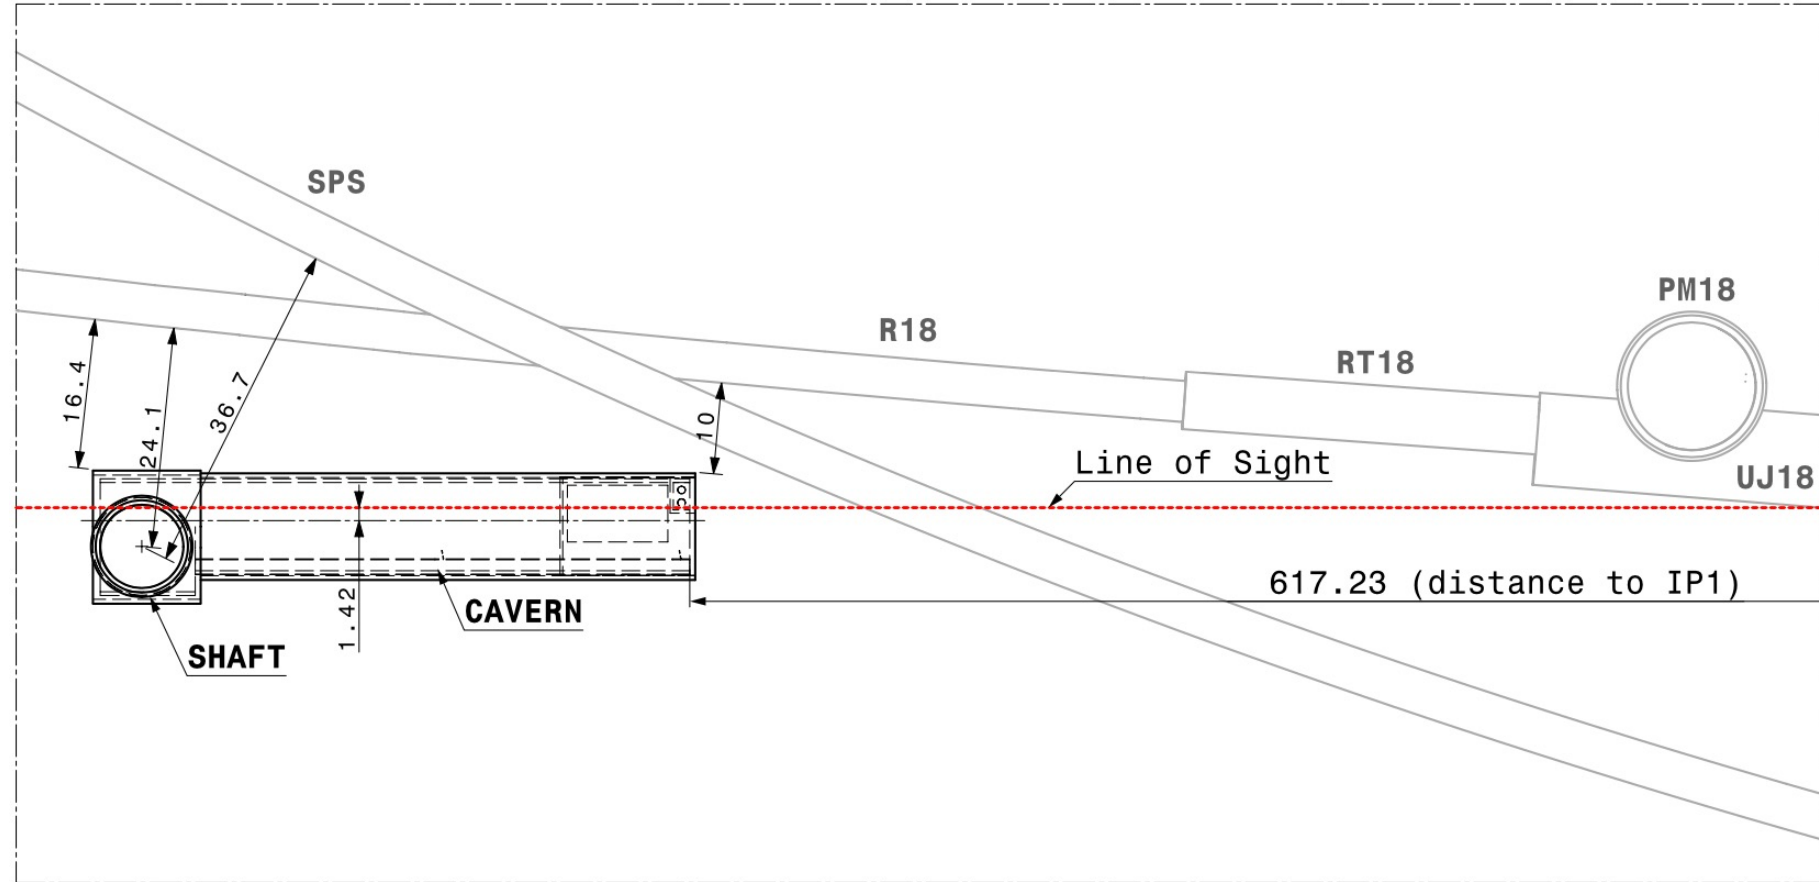 SPS
PM18
R18
RT18
16.4
24.1
36.7
10
Line of Sight
UJ18
617.23 (distance to IP1)
CAVERN
1.42
SHAFT